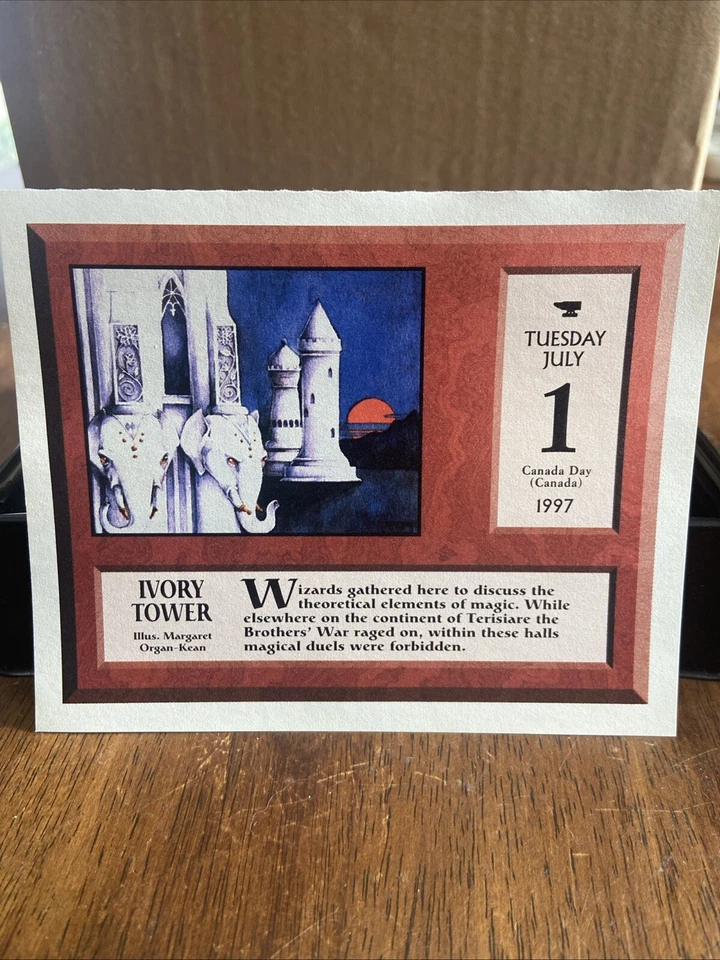 TUESDAY
JULY
1
Canada Day
(Canada)
1997
IVORY
TOWER
Illus. Margaret
Organ-Kean
Wizards gathered here to discuss the
theoretical elements of magic. While
elsewhere on the continent of Terisiare the
Brothers' War raged on, within these halls
magical duels were forbidden.